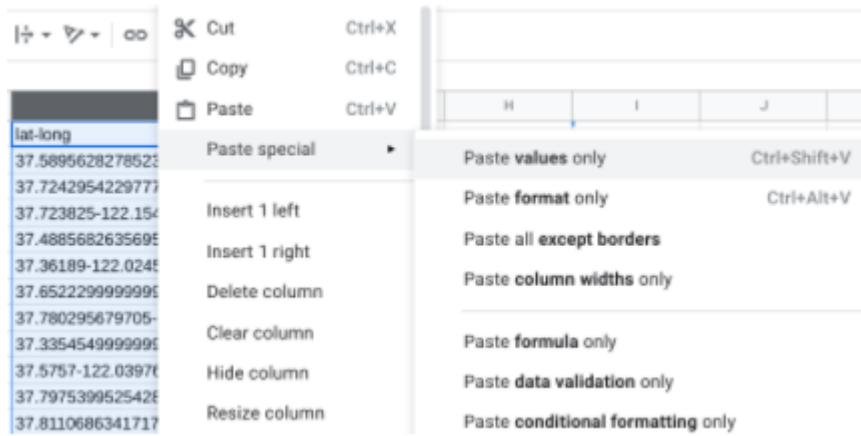 Cut Ctrl+X
Copy Ctrl+C
Paste Ctrl+V
Paste special
Insert 1 left
Insert 1 right
Delete column
Clear column
Hide column
Resize column
H I J
Paste values only Ctrl+Shift+V
Paste format only Ctrl+Alt+V
Paste all except borders
Paste column widths only
Paste formula only
Paste data validation only
Paste conditional formatting only
lat-long
37.5895628278523
37.7242954229777
37.723825-122.154
37.4885682635695
37.36189-122.0245
37.6522299999999
37.780295679705-
37.3354549999999
37.5757-122.03976
37.7975399525428
37.8110686341717